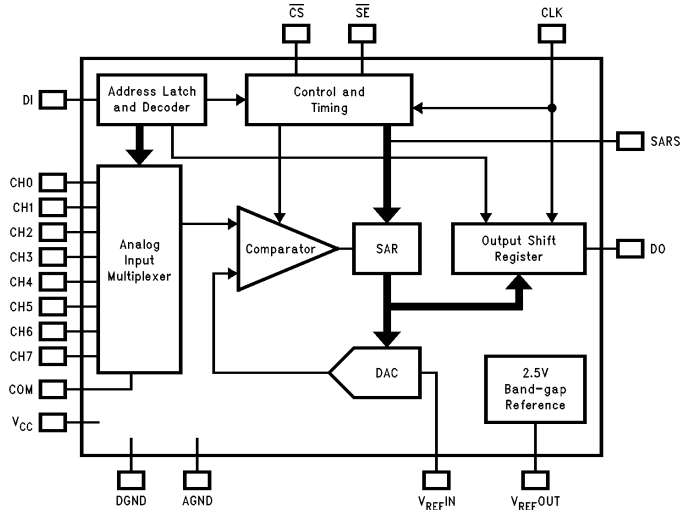 CS
SE
CLK
DI
Address Latch
and Decoder
Control and
Timing
SARS
CH0
CH1
CH2
CH3
CH4
CH5
CH6
CH7
COM
VCC
Analog
Input
Multiplexer
Comparator
SAR
Output Shift
Register
DO
DAC
2.5V
Band-gap
Reference
DGND
AGND
VREFIN
VREFOUT